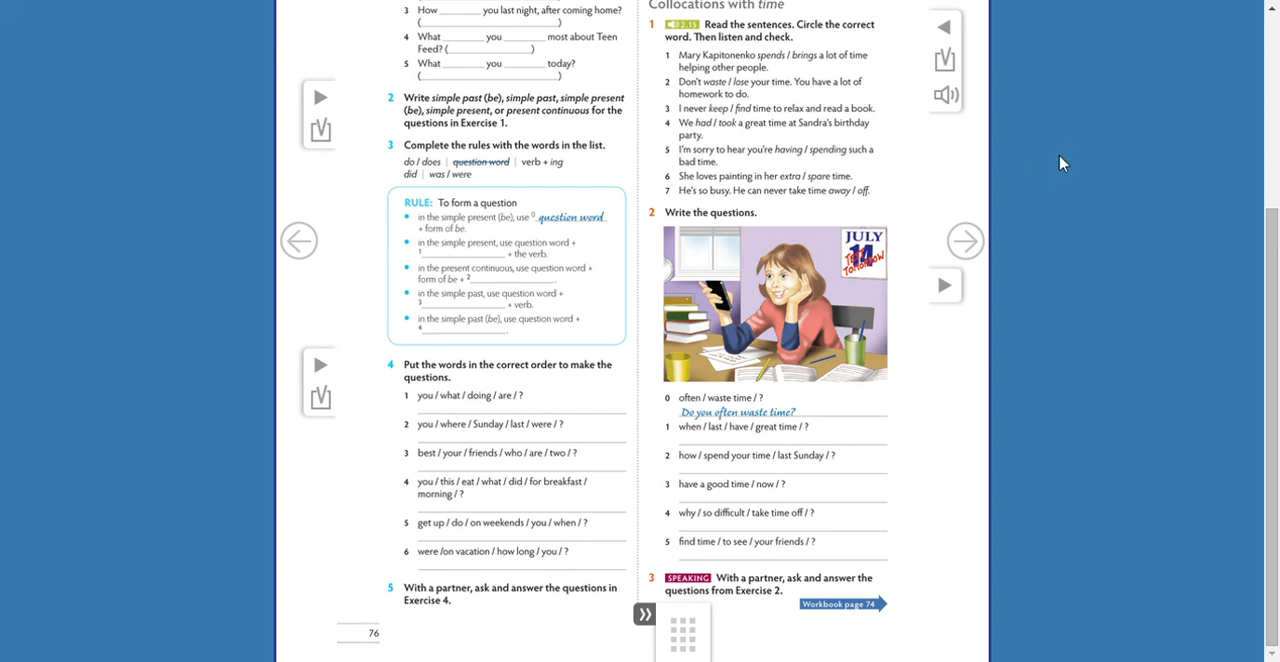 3 How ________ you last night, after coming home?
(________________________)
4 What ________ you ________ most about Teen
Feed? (________________)
5 What ________ you ________ today?
(________________________)
2 Write simple past (be), simple past, simple present
(be), simple present, or present continuous for the
questions in Exercise 1.
3 Complete the rules with the words in the list.
do / does | question word | verb + ing
did | was / were
RULE: To form a question
• in the simple present (be), use 0 question word
+ form of be.
• in the simple present, use question word +
1 ________________ + the verb.
• in the present continuous, use question word +
form of be + 2 ________________.
• in the simple past, use question word +
3 ________________ + verb.
• in the simple past (be), use question word +
4 ________________.
4 Put the words in the correct order to make the
questions.
1 you / what / doing / are / ?
2 you / where / Sunday / last / were / ?
3 best / your / friends / who / are / two / ?
4 you / this / eat / what / did / for breakfast /
morning / ?
5 get up / do / on weekends / you / when / ?
6 were /on vacation / how long / you / ?
5 With a partner, ask and answer the questions in
Exercise 4.
76
Collocations with time
1 2.15 Read the sentences. Circle the correct
word. Then listen and check.
1 Mary Kapitonenko spends / brings a lot of time
helping other people.
2 Don't waste / lose your time. You have a lot of
homework to do.
3 I never keep / find time to relax and read a book.
4 We had / took a great time at Sandra's birthday
party.
5 I'm sorry to hear you're having / spending such a
bad time.
6 She loves painting in her extra / spare time.
7 He's so busy. He can never take time away / off.
2 Write the questions.
JULY
14
TEST
TOMORROW
0 often / waste time / ?
Do you often waste time?
1 when / last / have / great time / ?
2 how / spend your time / last Sunday / ?
3 have a good time / now / ?
4 why / so difficult / take time off / ?
5 find time / to see / your friends / ?
3 SPEAKING With a partner, ask and answer the
questions from Exercise 2.
Workbook page 74